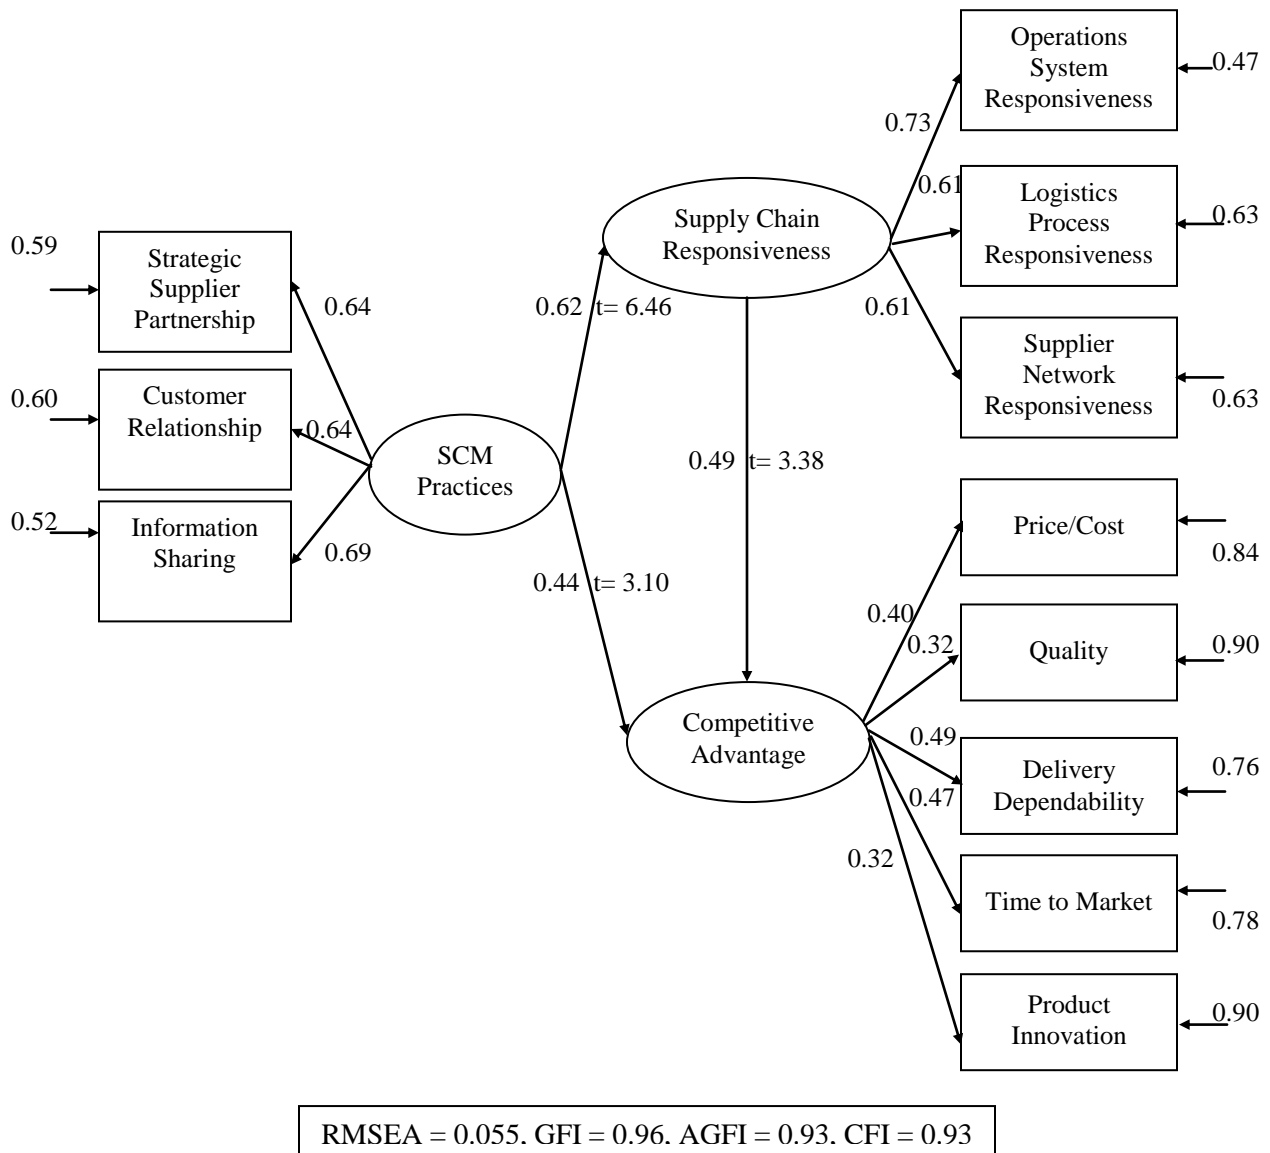 Operations
System
Responsiveness
0.47
0.73
Logistics
Process
Responsiveness
0.61
0.63
Supply Chain
Responsiveness
0.59
Strategic
Supplier
Partnership
0.64
0.62 t= 6.46
0.61
Supplier
Network
Responsiveness
0.63
0.60
Customer
Relationship
0.64
SCM
Practices
0.49 t= 3.38
0.52
Information
Sharing
0.69
0.44 t= 3.10
Price/Cost
0.84
0.40
0.32
Quality
0.90
Competitive
Advantage
0.49
Delivery
Dependability
0.76
0.47
0.32
Time to Market
0.78
Product
Innovation
0.90
RMSEA = 0.055, GFI = 0.96, AGFI = 0.93, CFI = 0.93